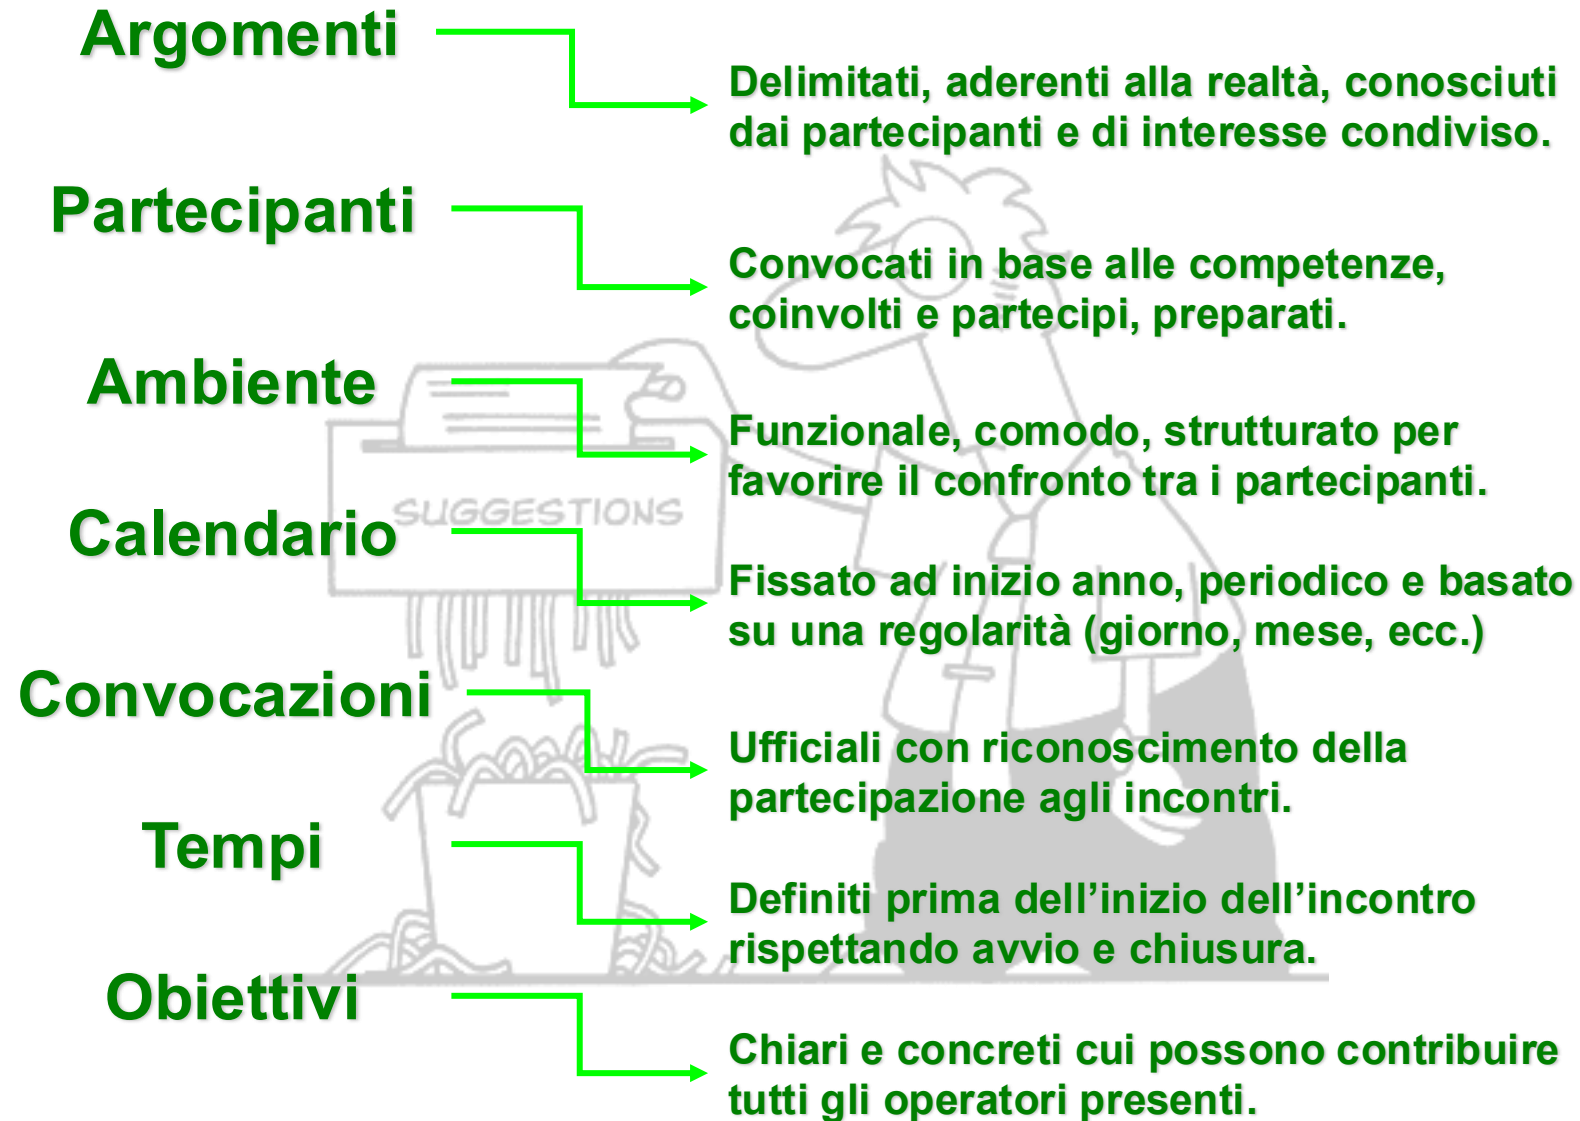 Argomenti
Delimitati, aderenti alla realtà, conosciuti
dai partecipanti e di interesse condiviso.
Partecipanti
Convocati in base alle competenze,
coinvolti e partecipi, preparati.
Ambiente
Funzionale, comodo, strutturato per
favorire il confronto tra i partecipanti.
SUGGESTIONS
Calendario
Fissato ad inizio anno, periodico e basato
su una regolarità (giorno, mese, ecc.)
Convocazioni
Ufficiali con riconoscimento della
partecipazione agli incontri.
Tempi
Definiti prima dell’inizio dell’incontro
rispettando avvio e chiusura.
Obiettivi
Chiari e concreti cui possono contribuire
tutti gli operatori presenti.